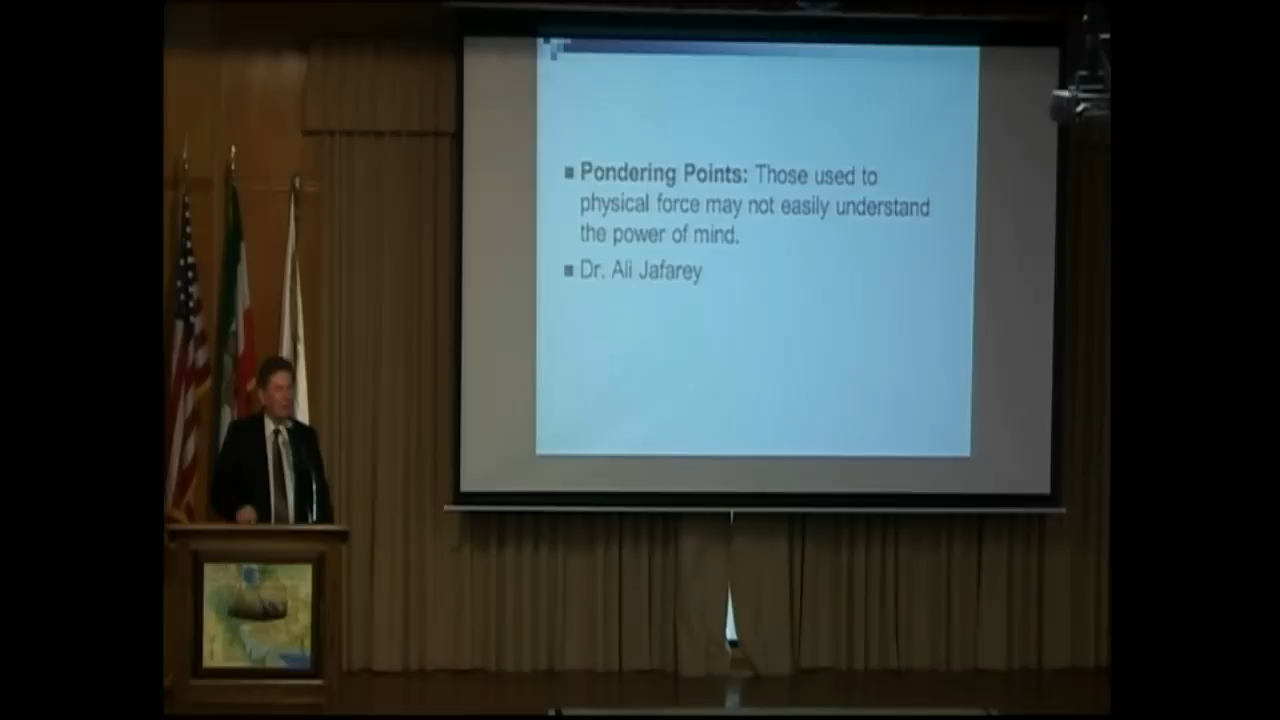 Pondering Points: Those used to
physical force may not easily understand
the power of mind.
Dr. Ali Jafarey